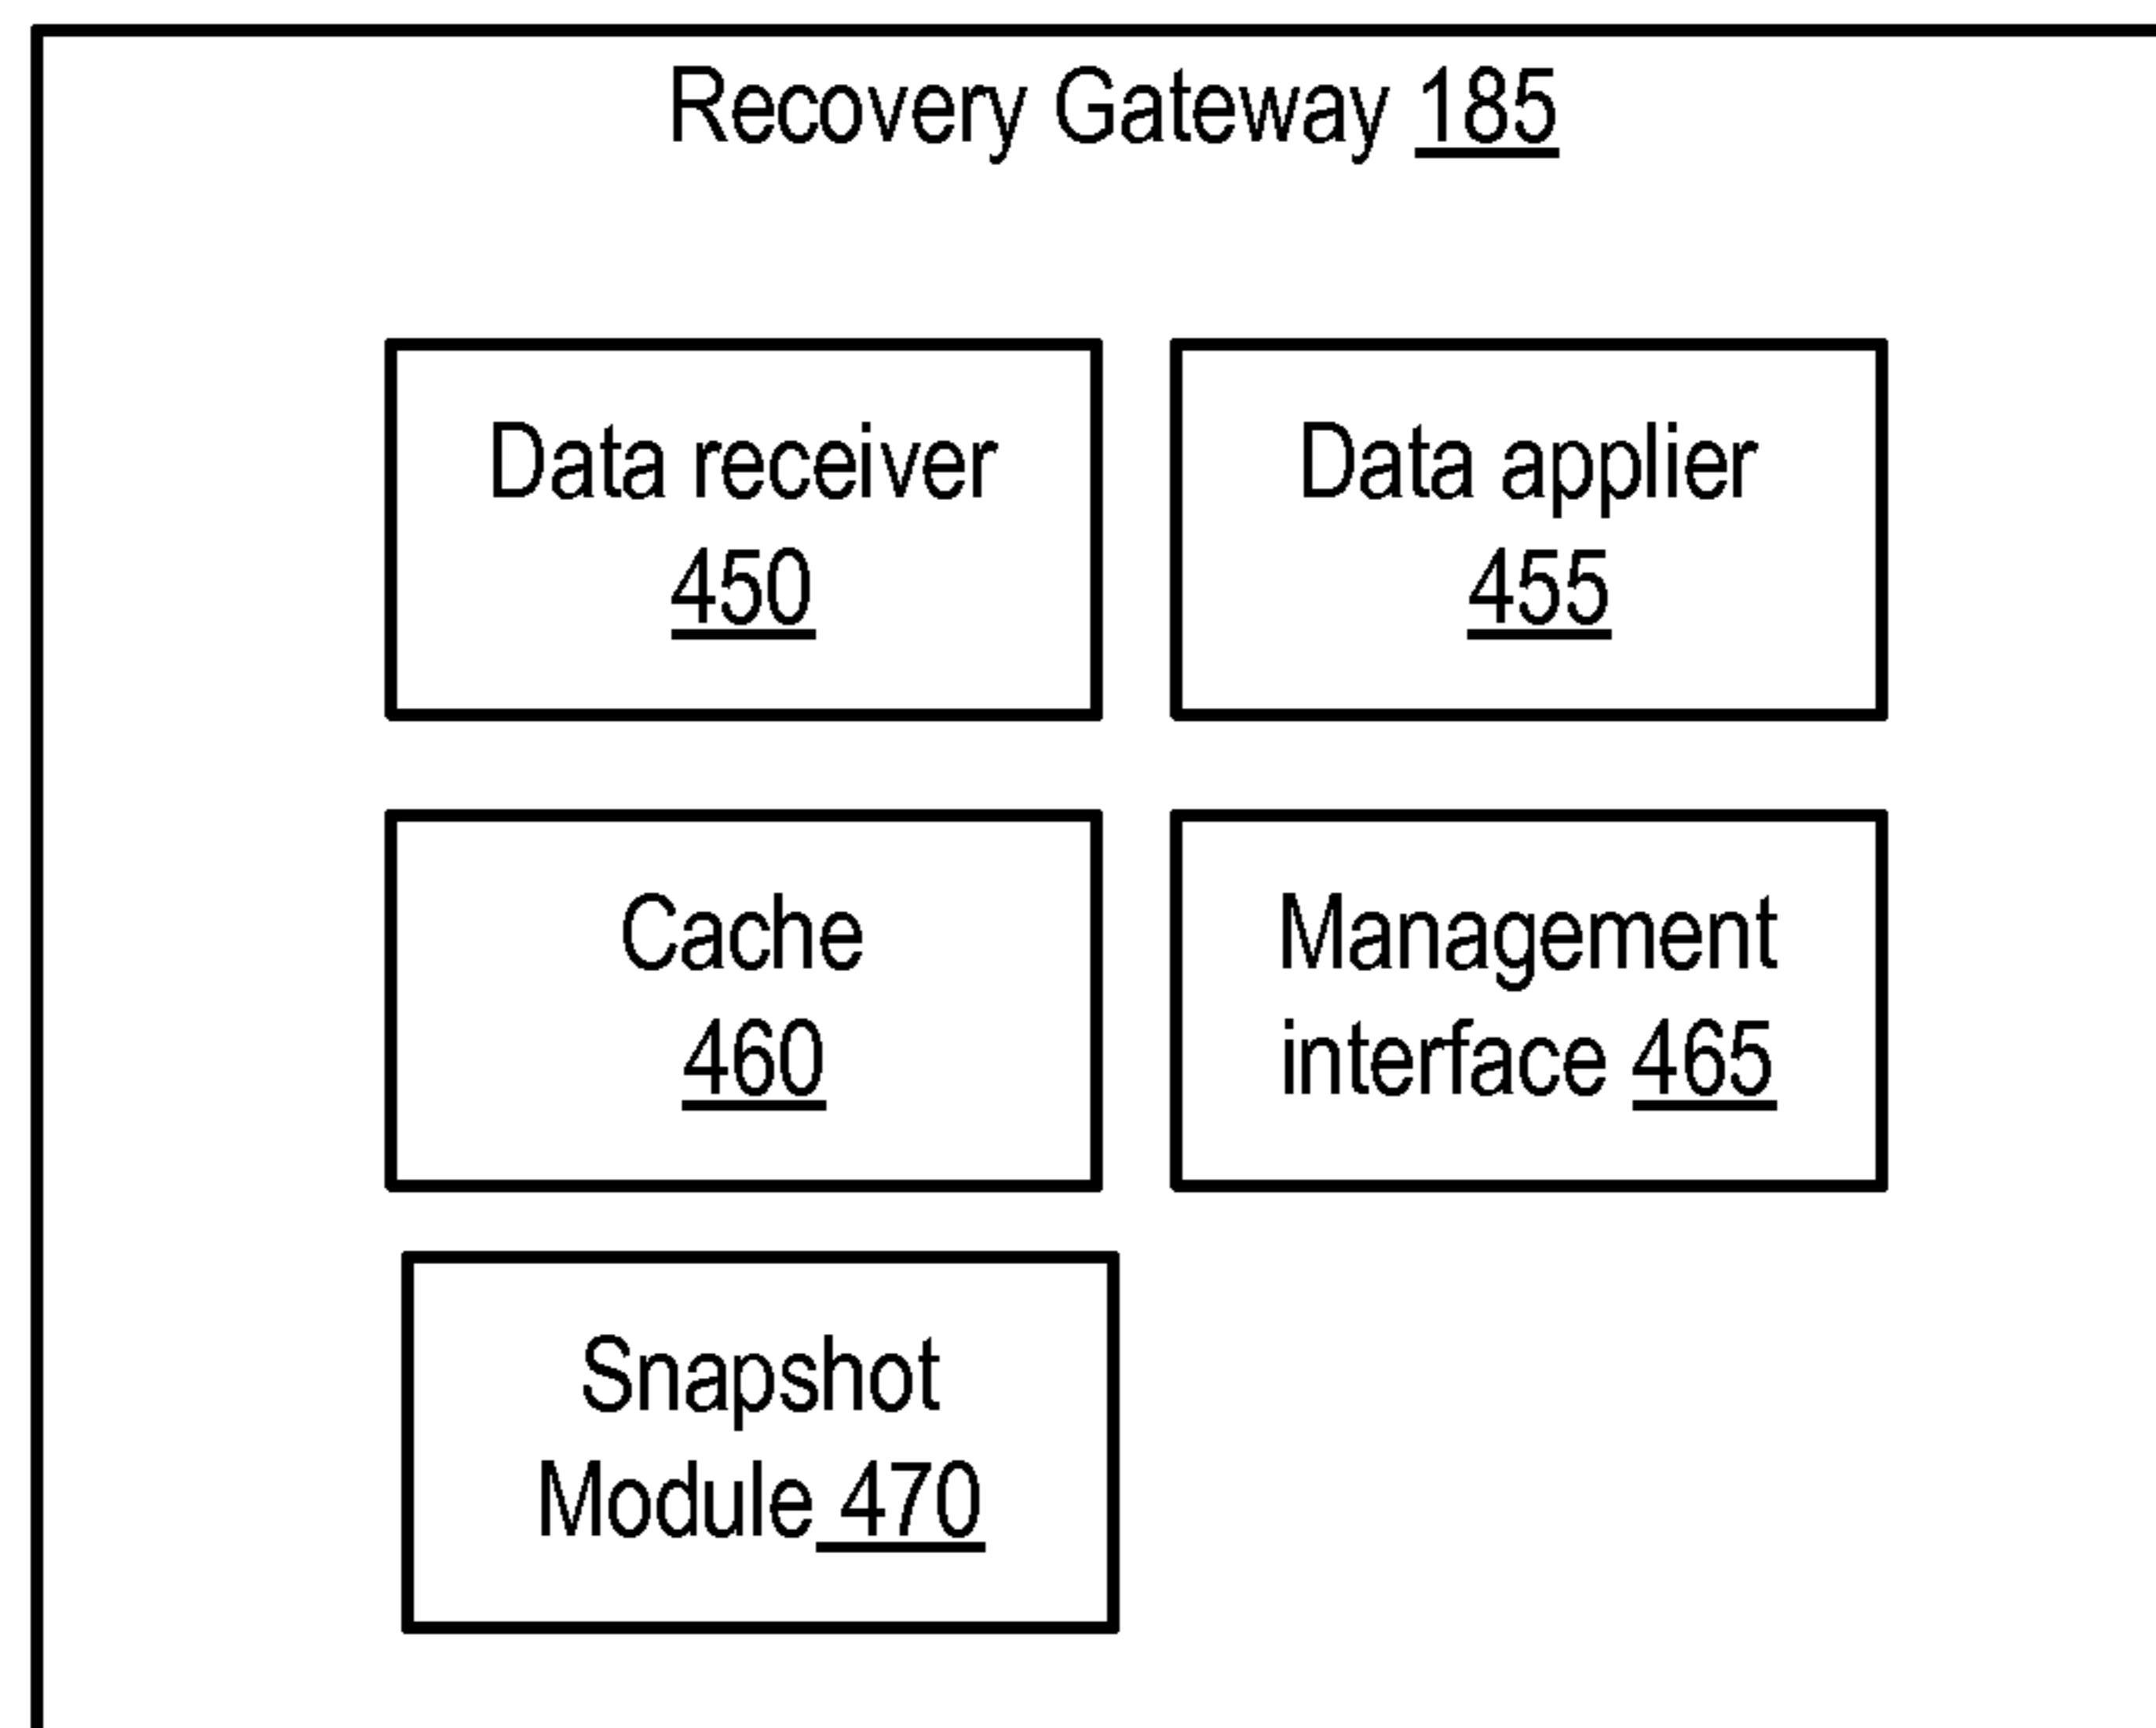 Recovery Gateway 185
Data receiver
450
Data applier
455
Cache
460
Management
interface 465
Snapshot
Module 470